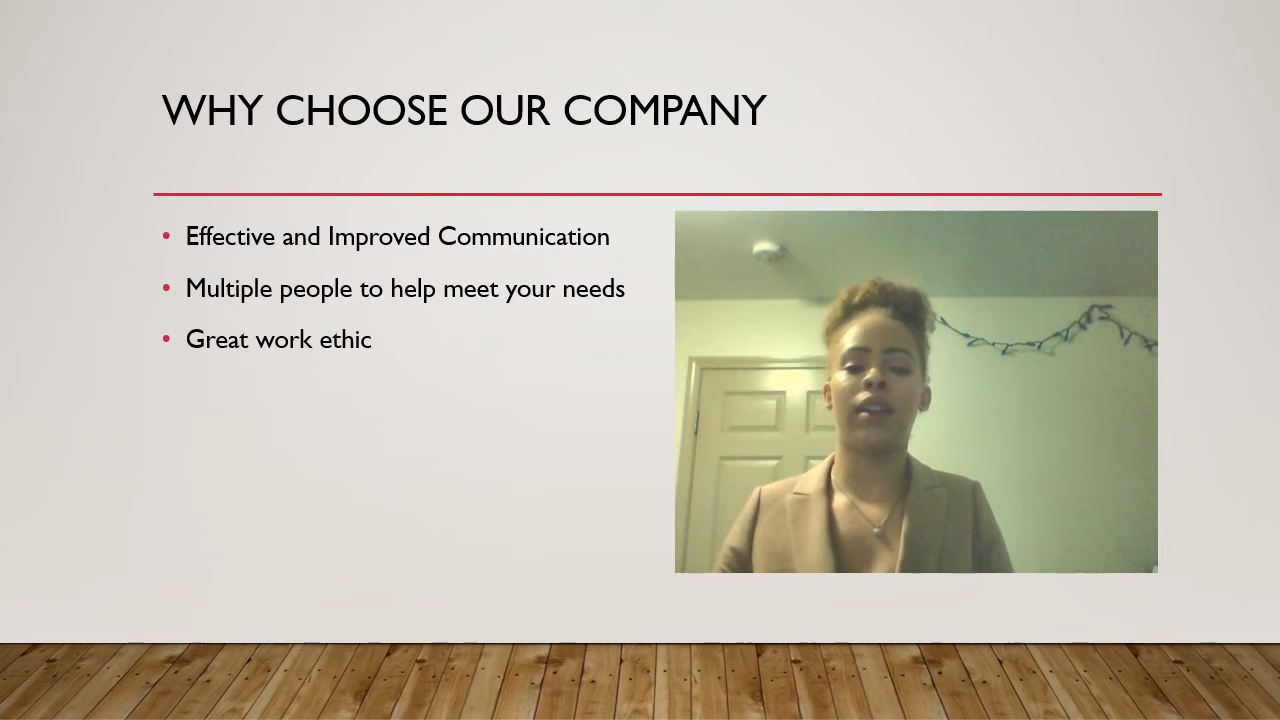 WHY CHOOSE OUR COMPANY
• Effective and Improved Communication
• Multiple people to help meet your needs
• Great work ethic